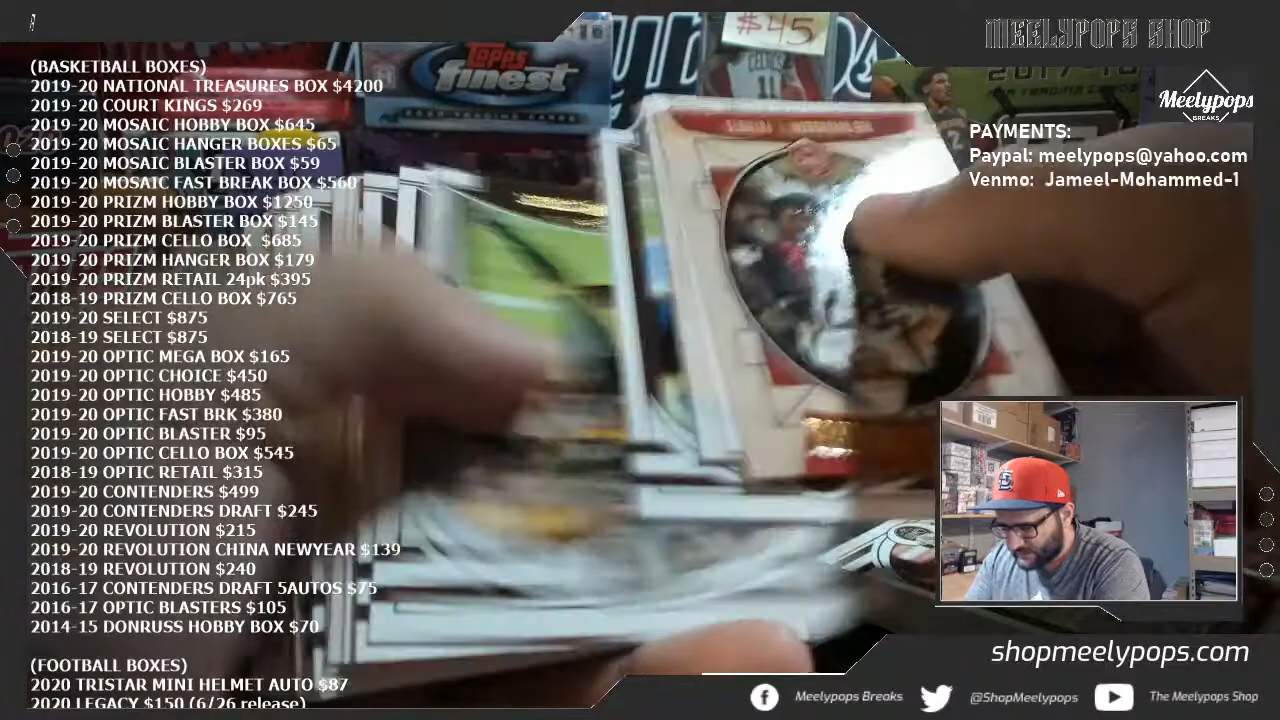 MEELYPOPS SHOP
Meelypops
BREAKS
PAYMENTS:
Paypal: meelypops@yahoo.com
Venmo: Jameel-Mohammed-1
$45
CELTICS
11
Topps
finest
2017-18
(BASKETBALL BOXES)
2019-20 NATIONAL TREASURES BOX $4200
2019-20 COURT KINGS $269
2019-20 MOSAIC HOBBY BOX $645
2019-20 MOSAIC HANGER BOXES $65
2019-20 MOSAIC BLASTER BOX $59
2019-20 MOSAIC FAST BREAK BOX $560
2019-20 PRIZM HOBBY BOX $1250
2019-20 PRIZM BLASTER BOX $145
2019-20 PRIZM CELLO BOX $685
2019-20 PRIZM HANGER BOX $179
2019-20 PRIZM RETAIL 24pk $395
2018-19 PRIZM CELLO BOX $765
2019-20 SELECT $875
2018-19 SELECT $875
2019-20 OPTIC MEGA BOX $165
2019-20 OPTIC CHOICE $450
2019-20 OPTIC HOBBY $485
2019-20 OPTIC FAST BRK $380
2019-20 OPTIC BLASTER $95
2019-20 OPTIC CELLO BOX $545
2018-19 OPTIC RETAIL $315
2019-20 CONTENDERS $499
2019-20 CONTENDERS DRAFT $245
2019-20 REVOLUTION $215
2019-20 REVOLUTION CHINA NEWYEAR $139
2018-19 REVOLUTION $240
2016-17 CONTENDERS DRAFT 5AUTOS $75
2016-17 OPTIC BLASTERS $105
2014-15 DONRUSS HOBBY BOX $70
(FOOTBALL BOXES)
2020 TRISTAR MINI HELMET AUTO $87
2020 LEGACY $150 (6/26 release)
shopmeelypops.com
Meelypops Breaks
@ShopMeelypops
The Meelypops Shop